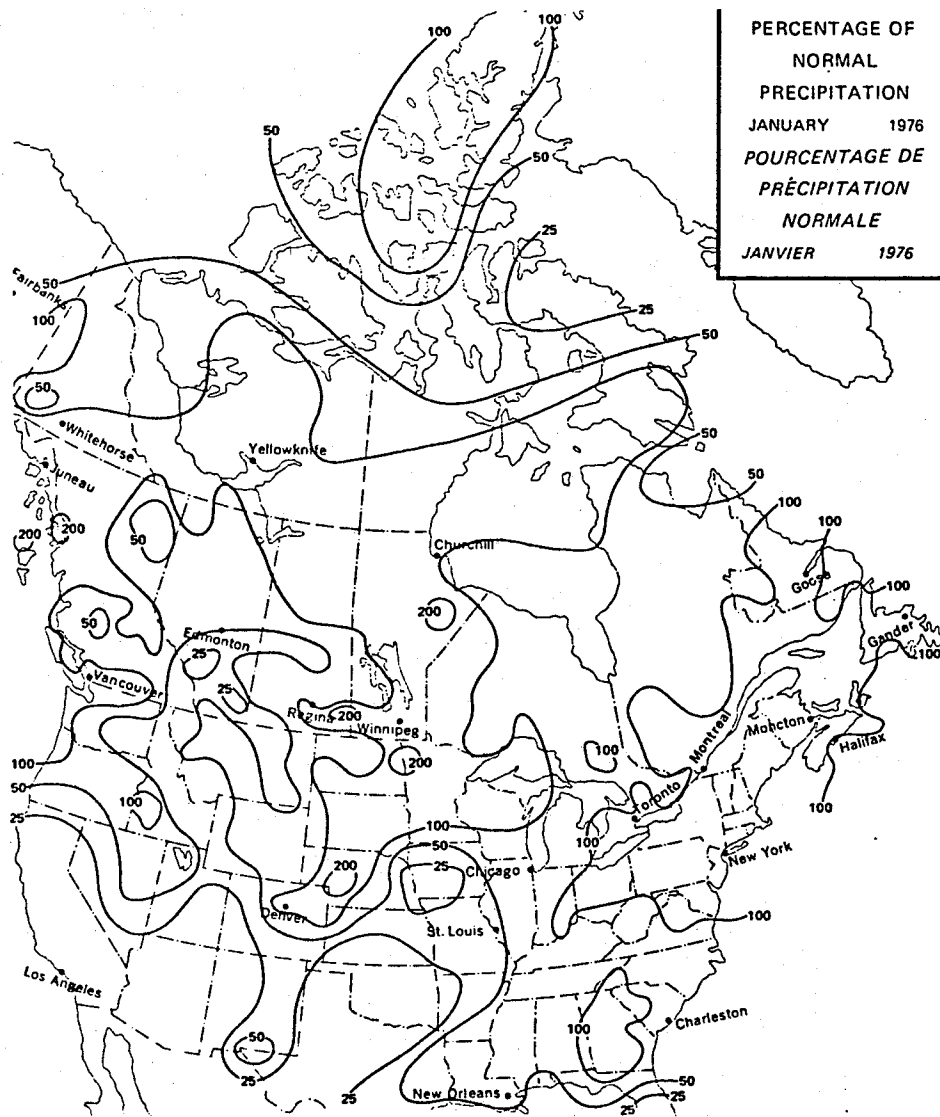 PERCENTAGE OF
NORMAL
PRECIPITATION
JANUARY 1976
POURCENTAGE DE
PRÉCIPITATION
NORMALE
JANVIER 1976
100 100
50
50
25
50
Fairbanks
100
25
50
50
Whitehorse
Yellowknife
50
Juneau
50
100
200 200
50
100
Churchill
Goose
100
200
50
Edmonton
Gander
25
100
Vancouver
25
Regina 200
Winnipeg
Montreal
Moncton
Halifax
100
200
100
50
100
Toronto
100
25
100
100
50
New York
200
25
Chicago
Denver
100
St. Louis
Los Angeles
Charleston
100
50
25
25
New Orleans
50
25
25